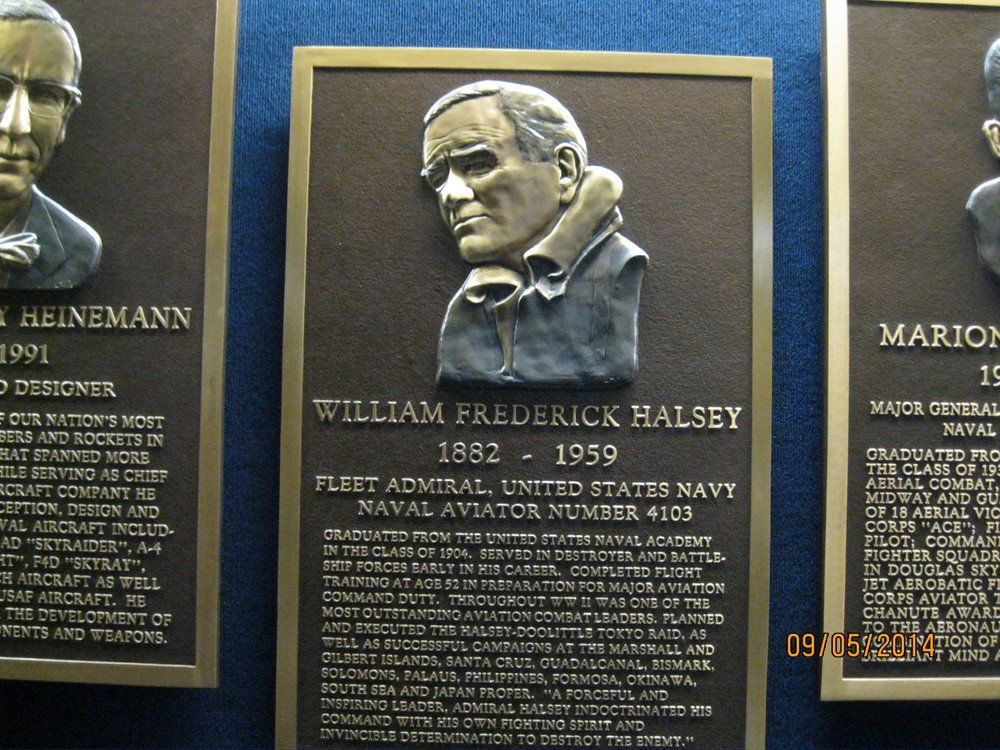 Y HEINEMANN
1991
D DESIGNER
F OUR NATION'S MOST
BERS AND ROCKETS IN
HAT SPANNED MORE
HILE SERVING AS CHIEF
RCRAFT COMPANY HE
CEPTION, DESIGN AND
VAL AIRCRAFT INCLUD-
AD "SKYRAIDER", A-4
HT", F4D "SKYRAY",
CH AIRCRAFT AS WELL
USAF AIRCRAFT. HE
THE DEVELOPMENT OF
ONENTS AND WEAPONS.
WILLIAM FREDERICK HALSEY
1882 - 1959
FLEET ADMIRAL, UNITED STATES NAVY
NAVAL AVIATOR NUMBER 4103
GRADUATED FROM THE UNITED STATES NAVAL ACADEMY
IN THE CLASS OF 1904. SERVED IN DESTROYER AND BATTLE-
SHIP FORCES EARLY IN HIS CAREER. COMPLETED FLIGHT
TRAINING AT AGE 52 IN PREPARATION FOR MAJOR AVIATION
COMMAND DUTY. THROUGHOUT WW II WAS ONE OF THE
MOST OUTSTANDING AVIATION COMBAT LEADERS. PLANNED
AND EXECUTED THE HALSEY-DOOLITTLE TOKYO RAID, AS
WELL AS SUCCESSFUL CAMPAIGNS AT THE MARSHALL AND
GILBERT ISLANDS, SANTA CRUZ, GUADALCANAL, BISMARK,
SOLOMONS, PALAUS, PHILIPPINES, FORMOSA, OKINAWA,
SOUTH SEA AND JAPAN PROPER. "A FORCEFUL AND
INSPIRING LEADER, ADMIRAL HALSEY INDOCTRINATED HIS
COMMAND WITH HIS OWN FIGHTING SPIRIT AND
INVINCIBLE DETERMINATION TO DESTROY THE ENEMY."
MARION
19
MAJOR GENERAL
NAVAL
GRADUATED FRO
THE CLASS OF 19
AERIAL COMBAT,
MIDWAY AND GU
OF 18 AERIAL VIC
CORPS "ACE"; FI
PILOT; COMMAN
FIGHTER SQUADR
IN DOUGLAS SKY
JET AEROBATIC F
CORPS AVIATOR T
CHANUTE AWARD
TO THE AERONAU
TION OF
BRILLIANT MIND A
09/05/2014